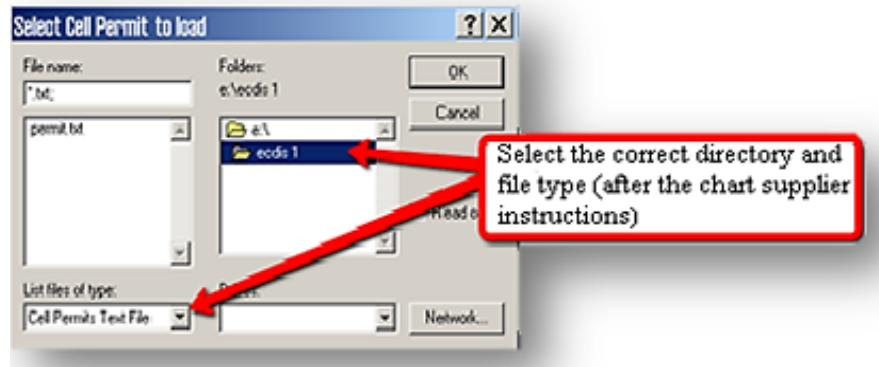 Select Cell Permit to load
File name:
Folders:
OK
*.txt;
e:\ecdis 1
Cancel
permit.txt
e:\
ecdis 1
Select the correct directory and
file type (after the chart supplier
instructions)
Read o
List files of type:
Cell Permits Text File
Network...